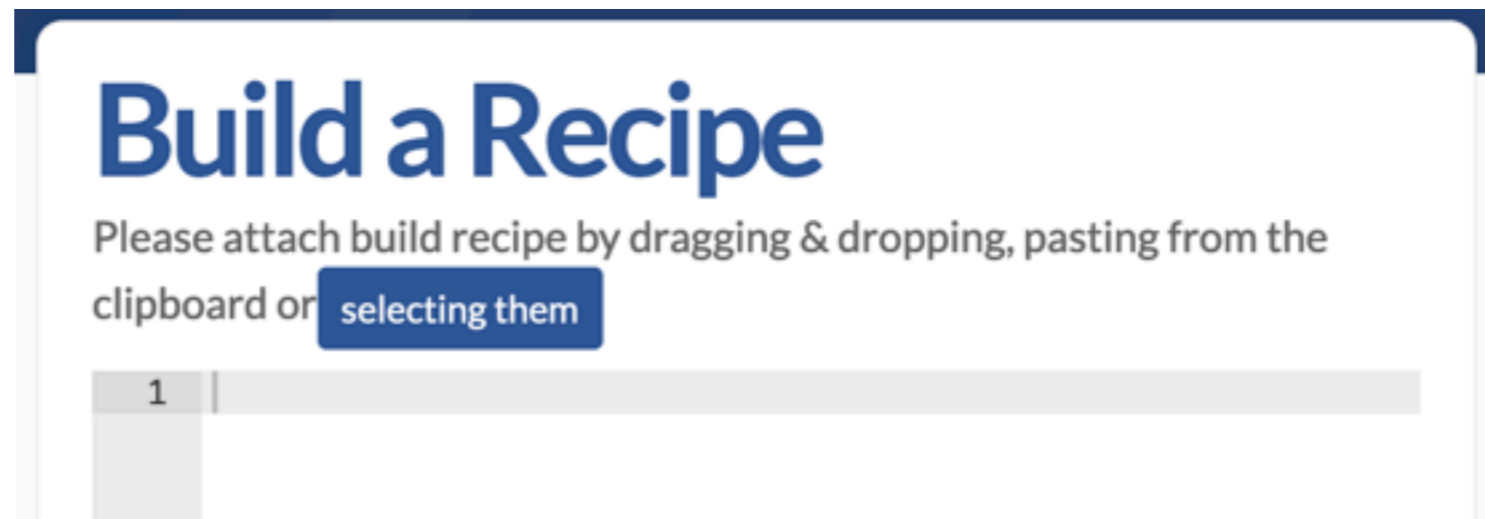 Build a Recipe
Please attach build recipe by dragging & dropping, pasting from the
clipboard or selecting them
1